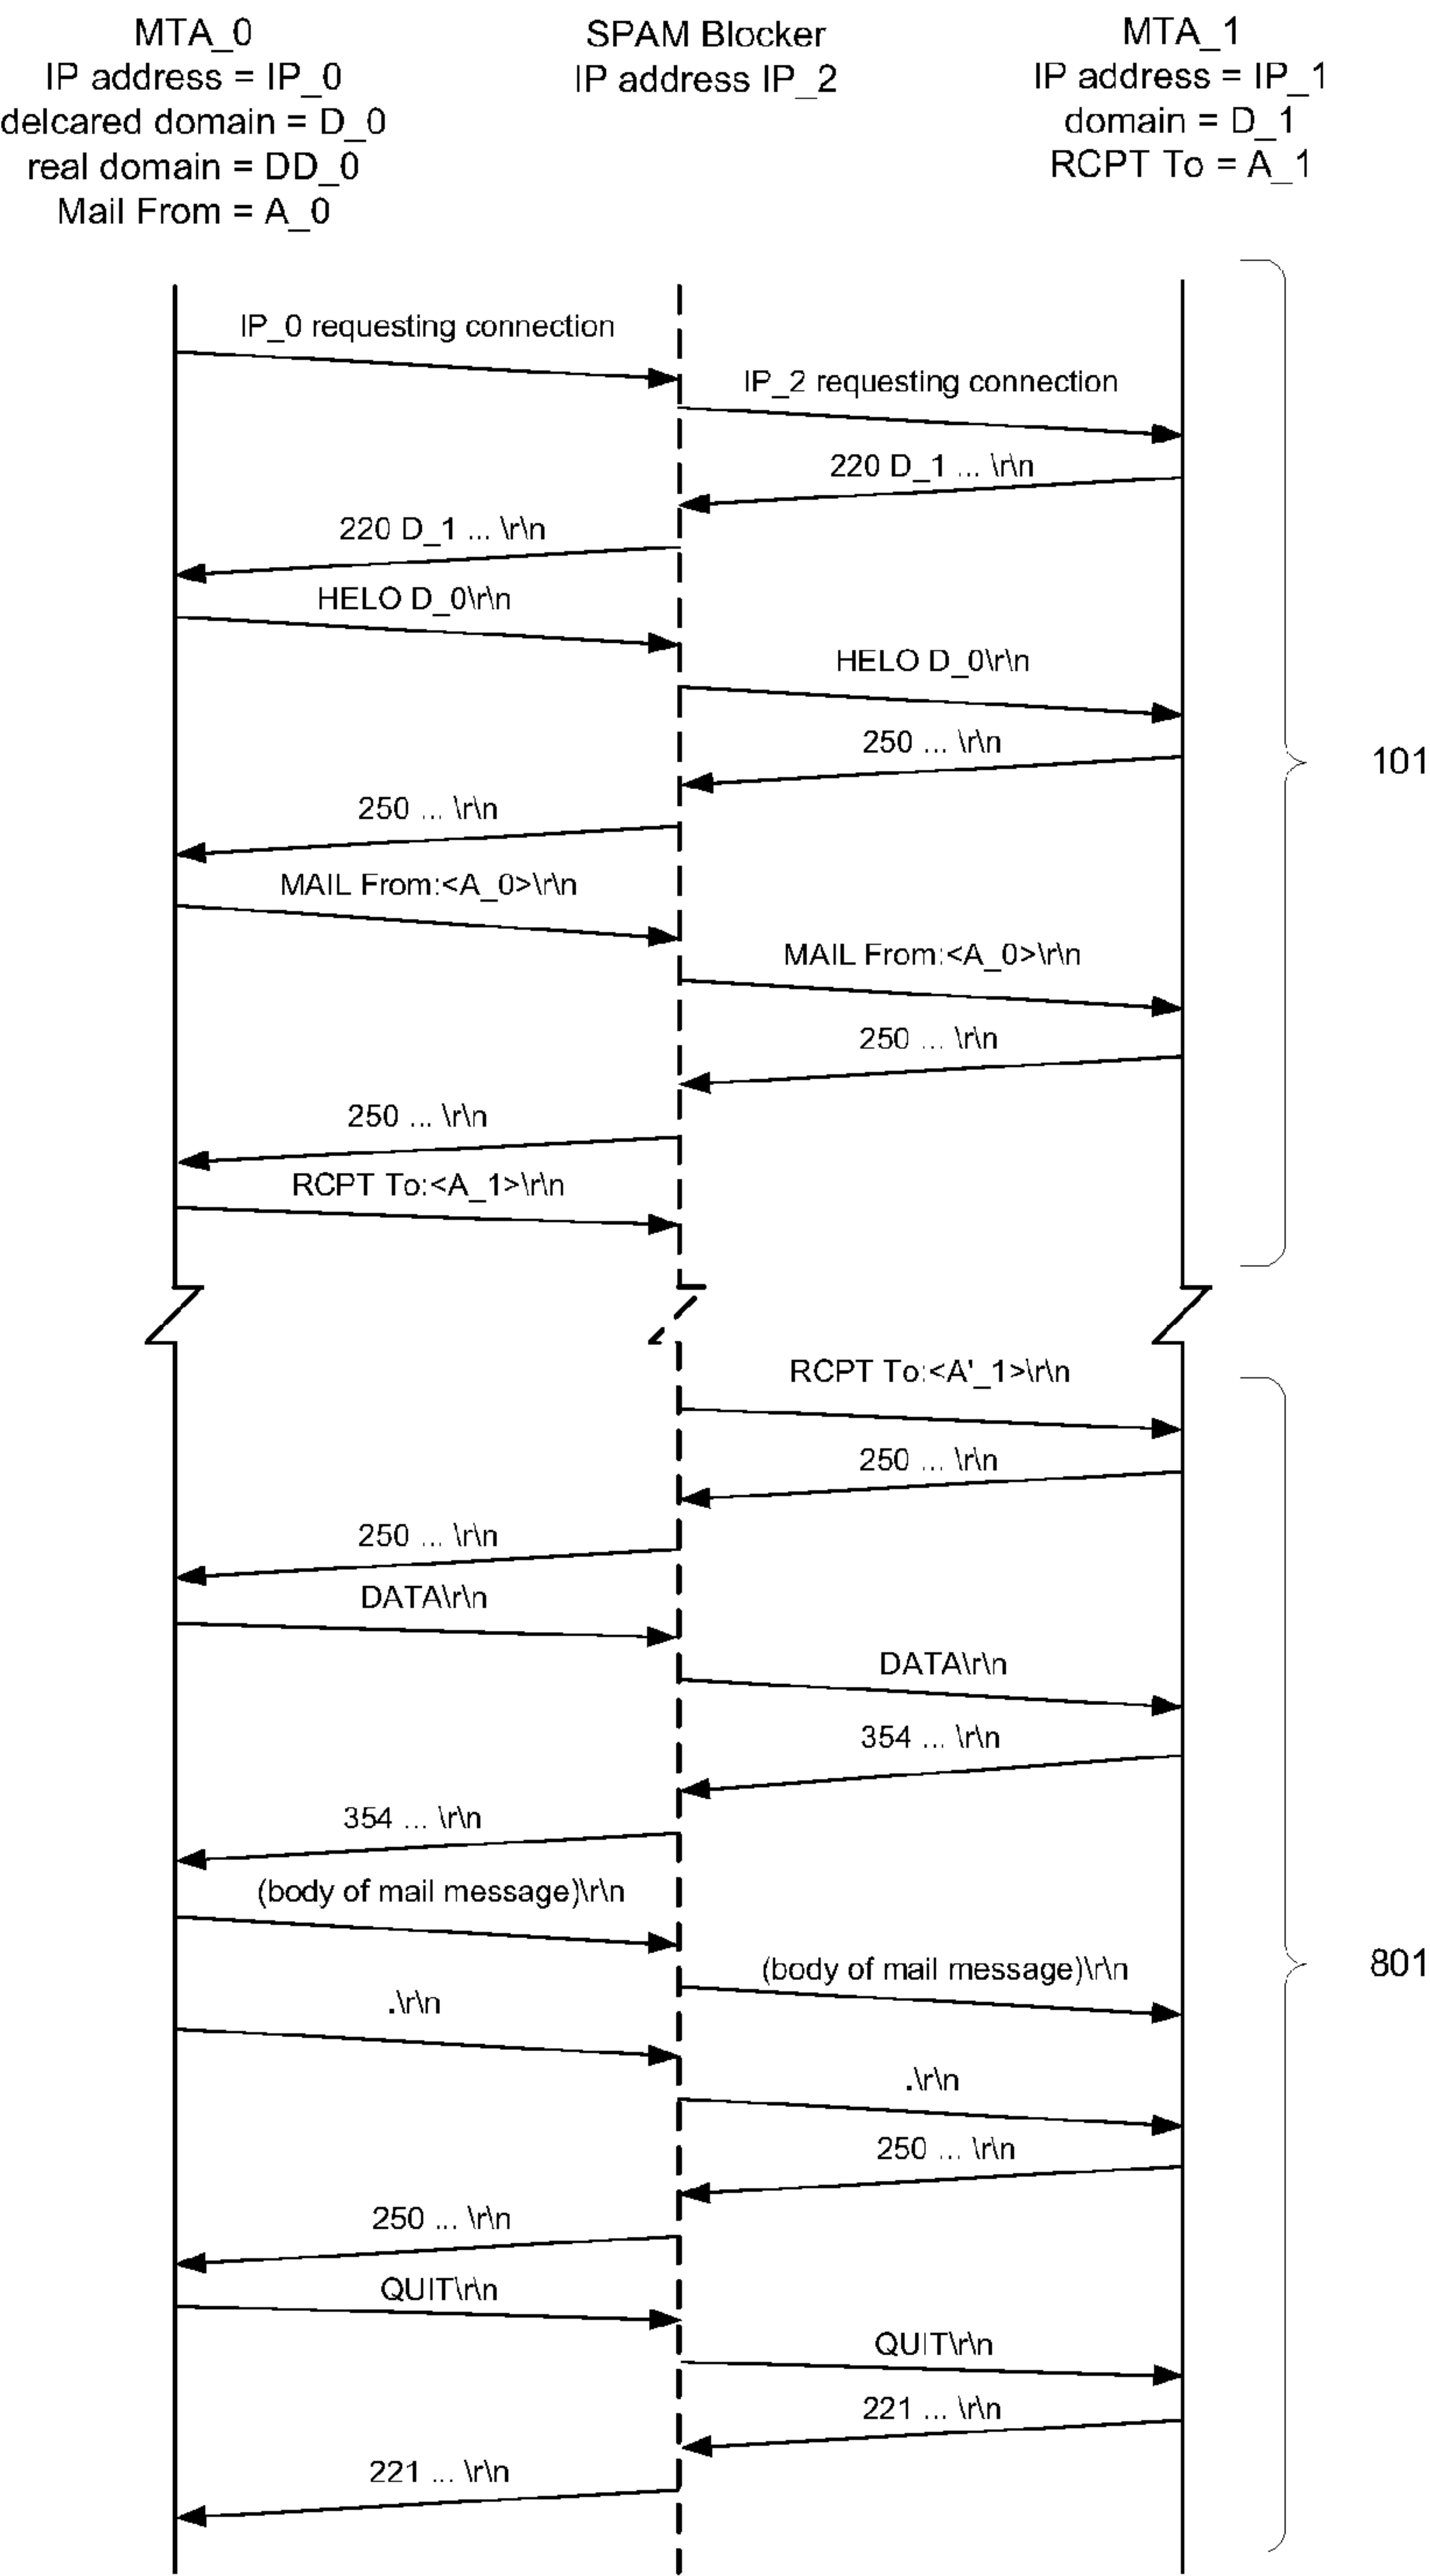 MTA_0
IP address = IP_0
delcared domain = D_0
real domain = DD_0
Mail From = A_0
SPAM Blocker
IP address IP_2
MTA_1
IP address = IP_1
domain = D_1
RCPT To = A_1
IP_0 requesting connection
IP_2 requesting connection
220 D_1 ... \r\n
220 D_1 ... \r\n
HELO D_0\r\n
HELO D_0\r\n
250 ... \r\n
101
250 ... \r\n
MAIL From:<A_0>\r\n
MAIL From:<A_0>\r\n
250 ... \r\n
250 ... \r\n
RCPT To:<A_1>\r\n
RCPT To:<A'_1>\r\n
250 ... \r\n
250 ... \r\n
DATA\r\n
DATA\r\n
354 ... \r\n
354 ... \r\n
(body of mail message)\r\n
(body of mail message)\r\n
801
.\r\n
.\r\n
250 ... \r\n
250 ... \r\n
QUIT\r\n
QUIT\r\n
221 ... \r\n
221 ... \r\n